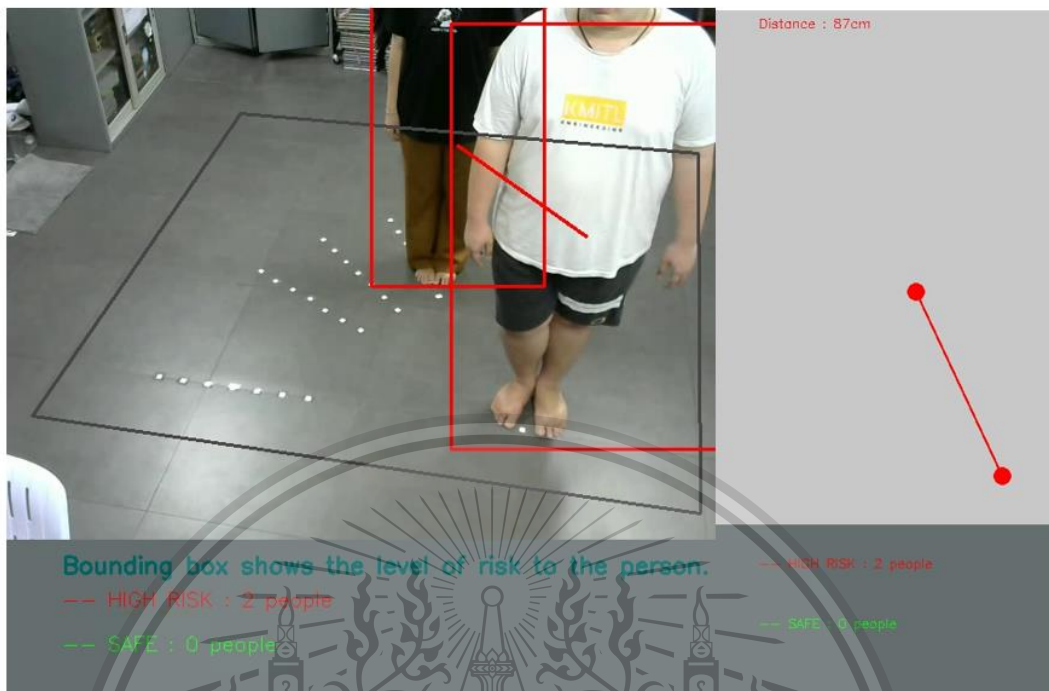 Distance : 87cm
KMITL
ENGINEERING
Bounding box shows the level of risk to the person.
-- HIGH RISK : 2 people
-- SAFE : 0 people
-- HIGH RISK : 2 people
-- SAFE : 0 people